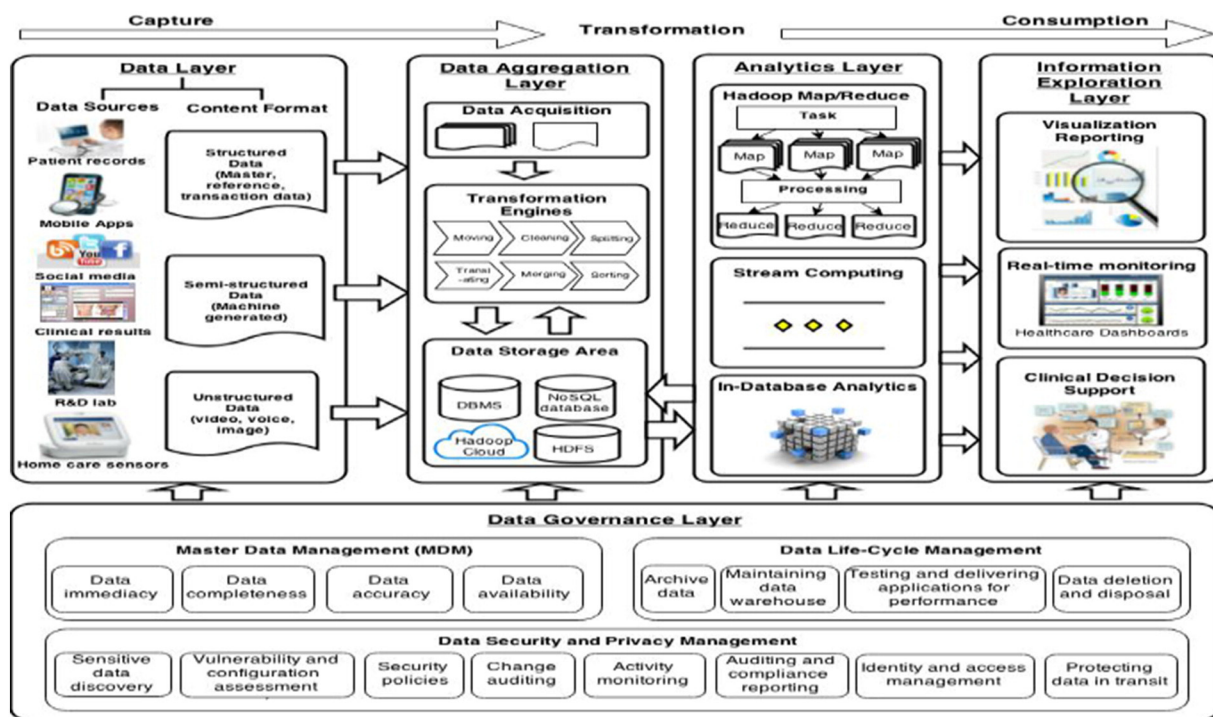 Capture
Transformation
Consumption
Data Layer
Data Sources
Content Format
Patient records
Mobile Apps
You
Tube
Social media
Clinical results
R&D lab
Home care sensors
Structured
Data
(Master,
reference,
transaction data)
Semi-structured
Data
(Machine
generated)
Unstructured
Data
(video, voice,
image)
Data Aggregation
Layer
Data Acquisition
Transformation
Engines
Moving
Cleaning
Splitting
Transl
-ating
Merging
Sorting
Data Storage Area
DBMS
NoSQL
database
Hadoop
Cloud
HDFS
Analytics Layer
Hadoop Map/Reduce
Task
Map
Map
Map
Processing
Reduce
Reduce
Reduce
Stream Computing
In-Database Analytics
Information
Exploration
Layer
Visualization
Reporting
Real-time monitoring
Healthcare Dashboards
Clinical Decision
Support
Data Governance Layer
Master Data Management (MDM)
Data
immediacy
Data
completeness
Data
accuracy
Data
availability
Data Life-Cycle Management
Archive
data
Maintaining
data
warehouse
Testing and delivering
applications for
performance
Data deletion
and disposal
Data Security and Privacy Management
Sensitive
data
discovery
Vulnerability and
configuration
assessment
Security
policies
Change
auditing
Activity
monitoring
Auditing and
compliance
reporting
Identity and access
management
Protecting
data in transit